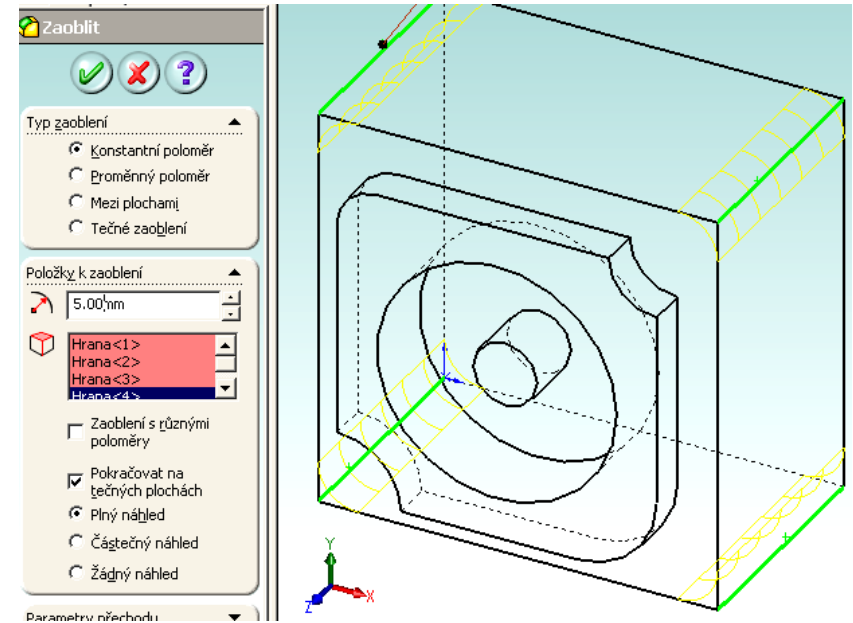 Zaoblit
Typ zaoblení
Konstantní poloměr
Proměnný poloměr
Mezi plochami
Tečné zaoblení
Položky k zaoblení
5.00mm
Hrana<1>
Hrana<2>
Hrana<3>
Hrana<4>
Zaoblení s různými
poloměry
Pokračovat na
tečných plochách
Plný náhled
Částečný náhled
Žádný náhled
Parametry přechodu
Y
X
Z